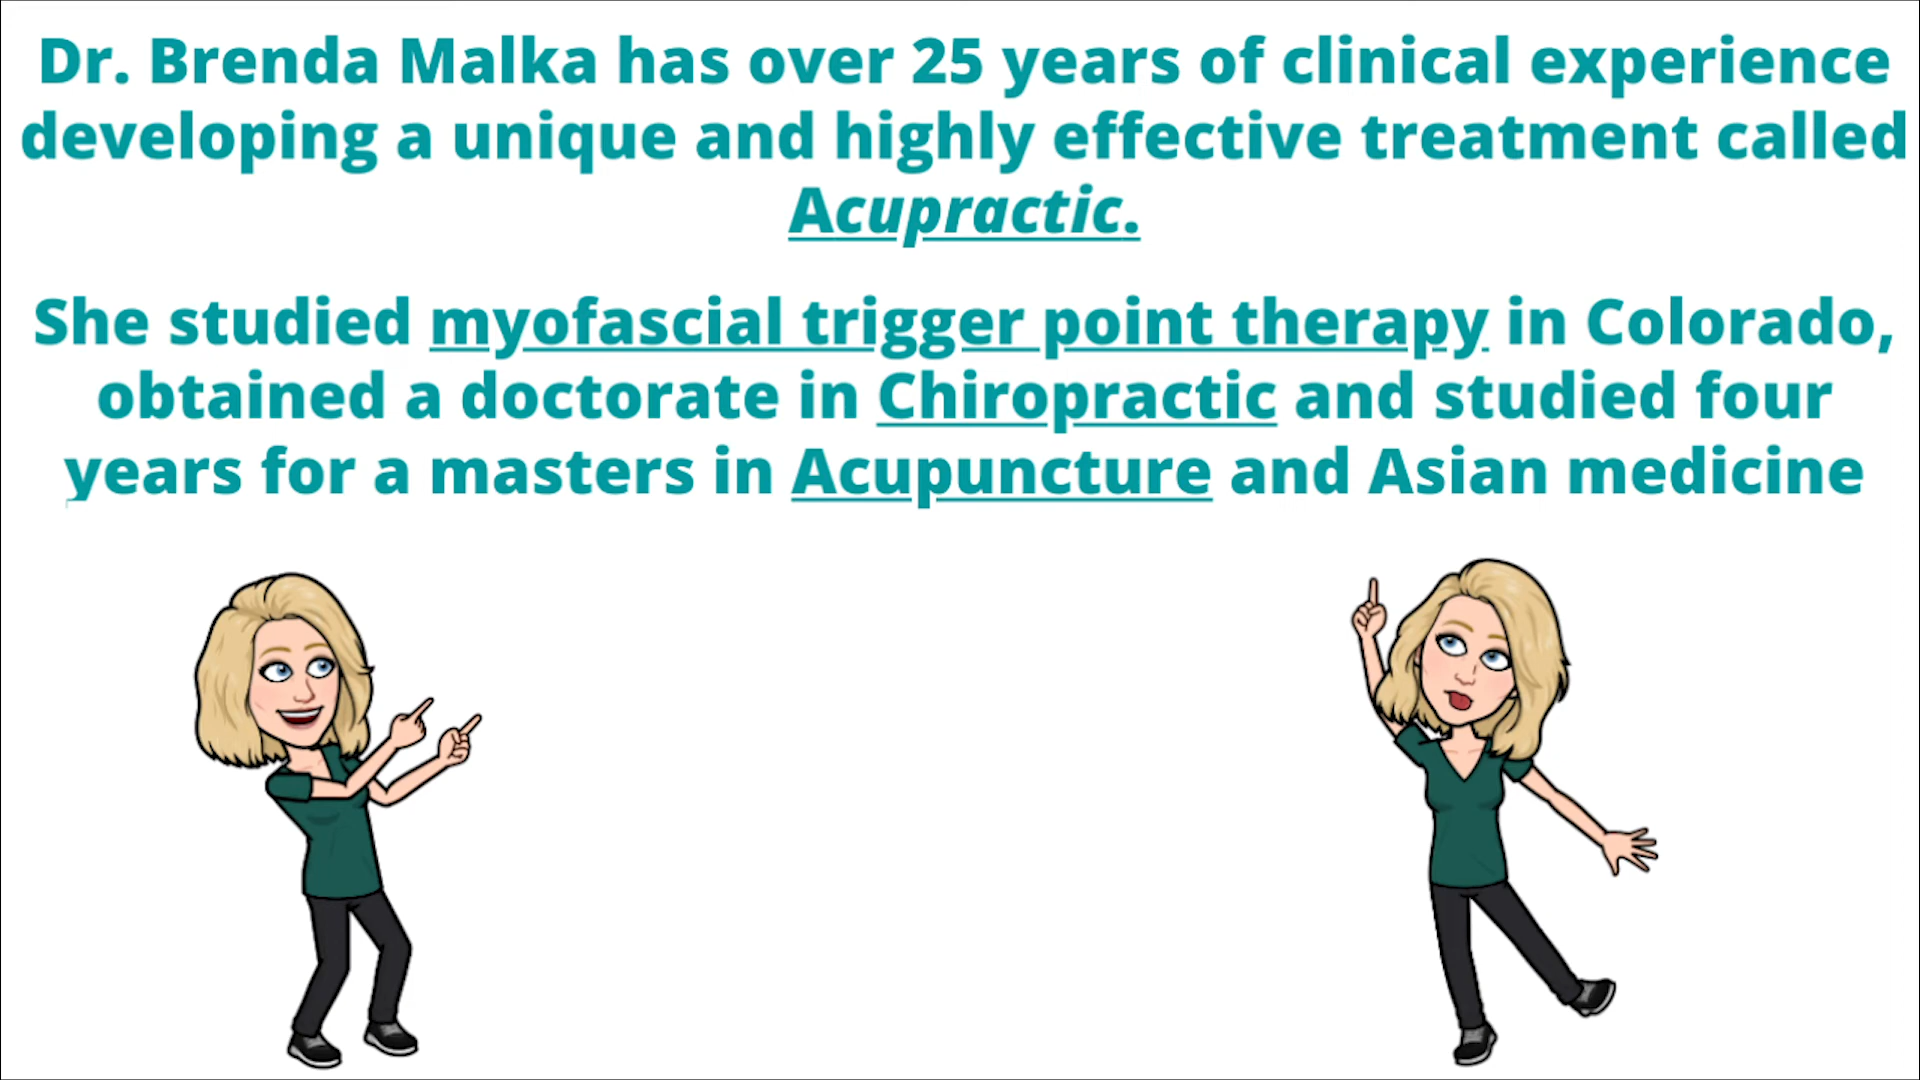 Dr. Brenda Malka has over 25 years of clinical experience
developing a unique and highly effective treatment called
Acupractic.
She studied myofascial trigger point therapy in Colorado,
obtained a doctorate in Chiropractic and studied four
years for a masters in Acupuncture and Asian medicine